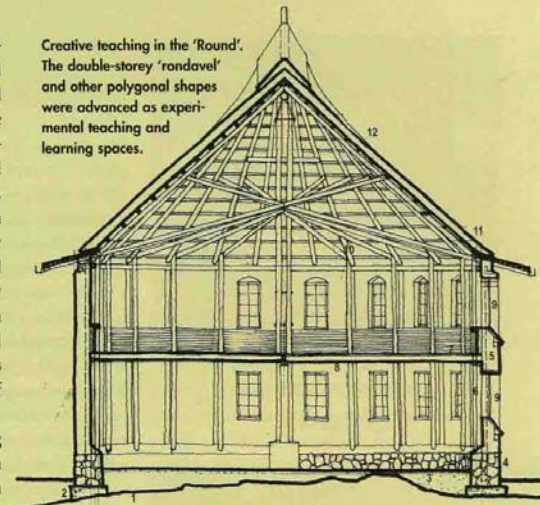 Creative teaching in the 'Round'.
The double-storey 'rondavel'
and other polygonal shapes
were advanced as experi-
mental teaching and
learning spaces.
12
11
10
9
7
5
8
6
9
4
3
2
1